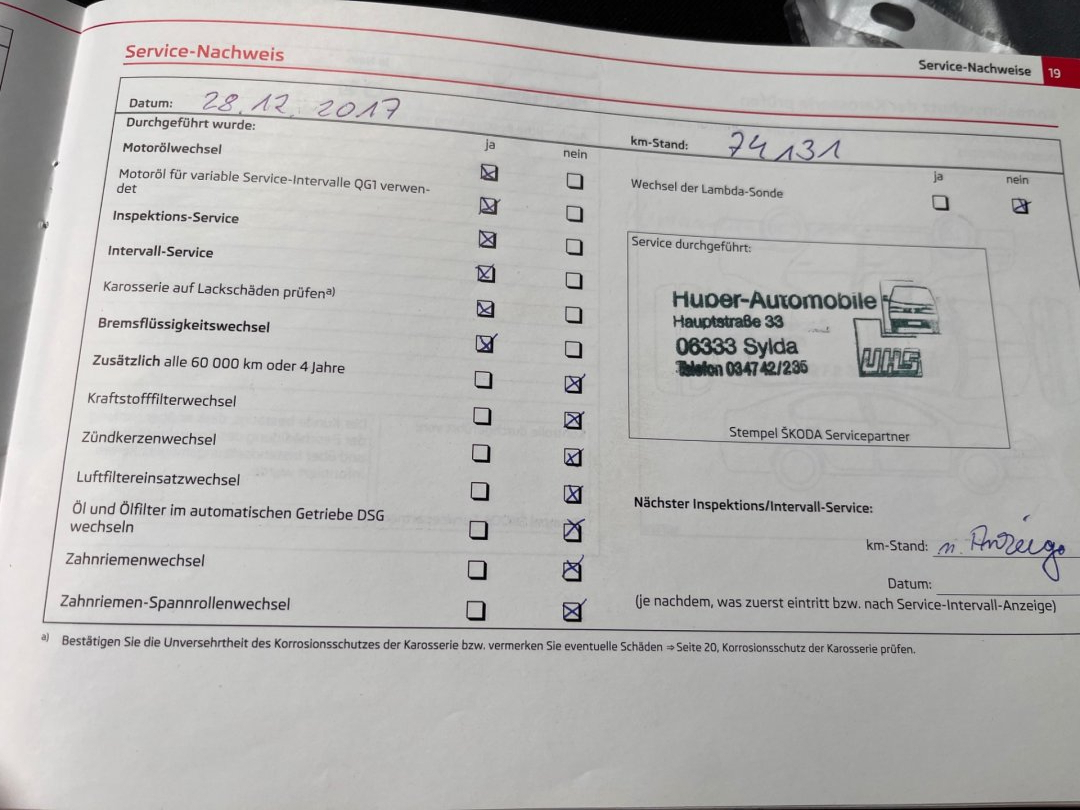 Service-Nachweis
Service-Nachweise 19
Datum: 28.12.2017
km-Stand: 74131
Durchgeführt wurde:
ja nein
Motorölwechsel
Motoröl für variable Service-Intervalle QG1 verwen-
det
Inspektions-Service
Intervall-Service
Karosserie auf Lackschäden prüfen a)
Bremsflüssigkeitswechsel
Zusätzlich alle 60 000 km oder 4 Jahre
Kraftstofffilterwechsel
Zündkerzenwechsel
Luftfiltereinsatzwechsel
Öl und Ölfilter im automatischen Getriebe DSG
wechseln
Zahnriemenwechsel
Zahnriemen-Spannrollenwechsel
ja nein
Wechsel der Lambda-Sonde
Service durchgeführt:
Huber-Automobile
Hauptstraße 33
06333 Sylda
Telefon 034742/235
UHS
Stempel ŠKODA Servicepartner
Nächster Inspektions/Intervall-Service:
km-Stand: n. Anzeige
Datum:
(je nachdem, was zuerst eintritt bzw. nach Service-Intervall-Anzeige)
a) Bestätigen Sie die Unversehrtheit des Korrosionsschutzes der Karosserie bzw. vermerken Sie eventuelle Schäden ⇒ Seite 20, Korrosionsschutz der Karosserie prüfen.